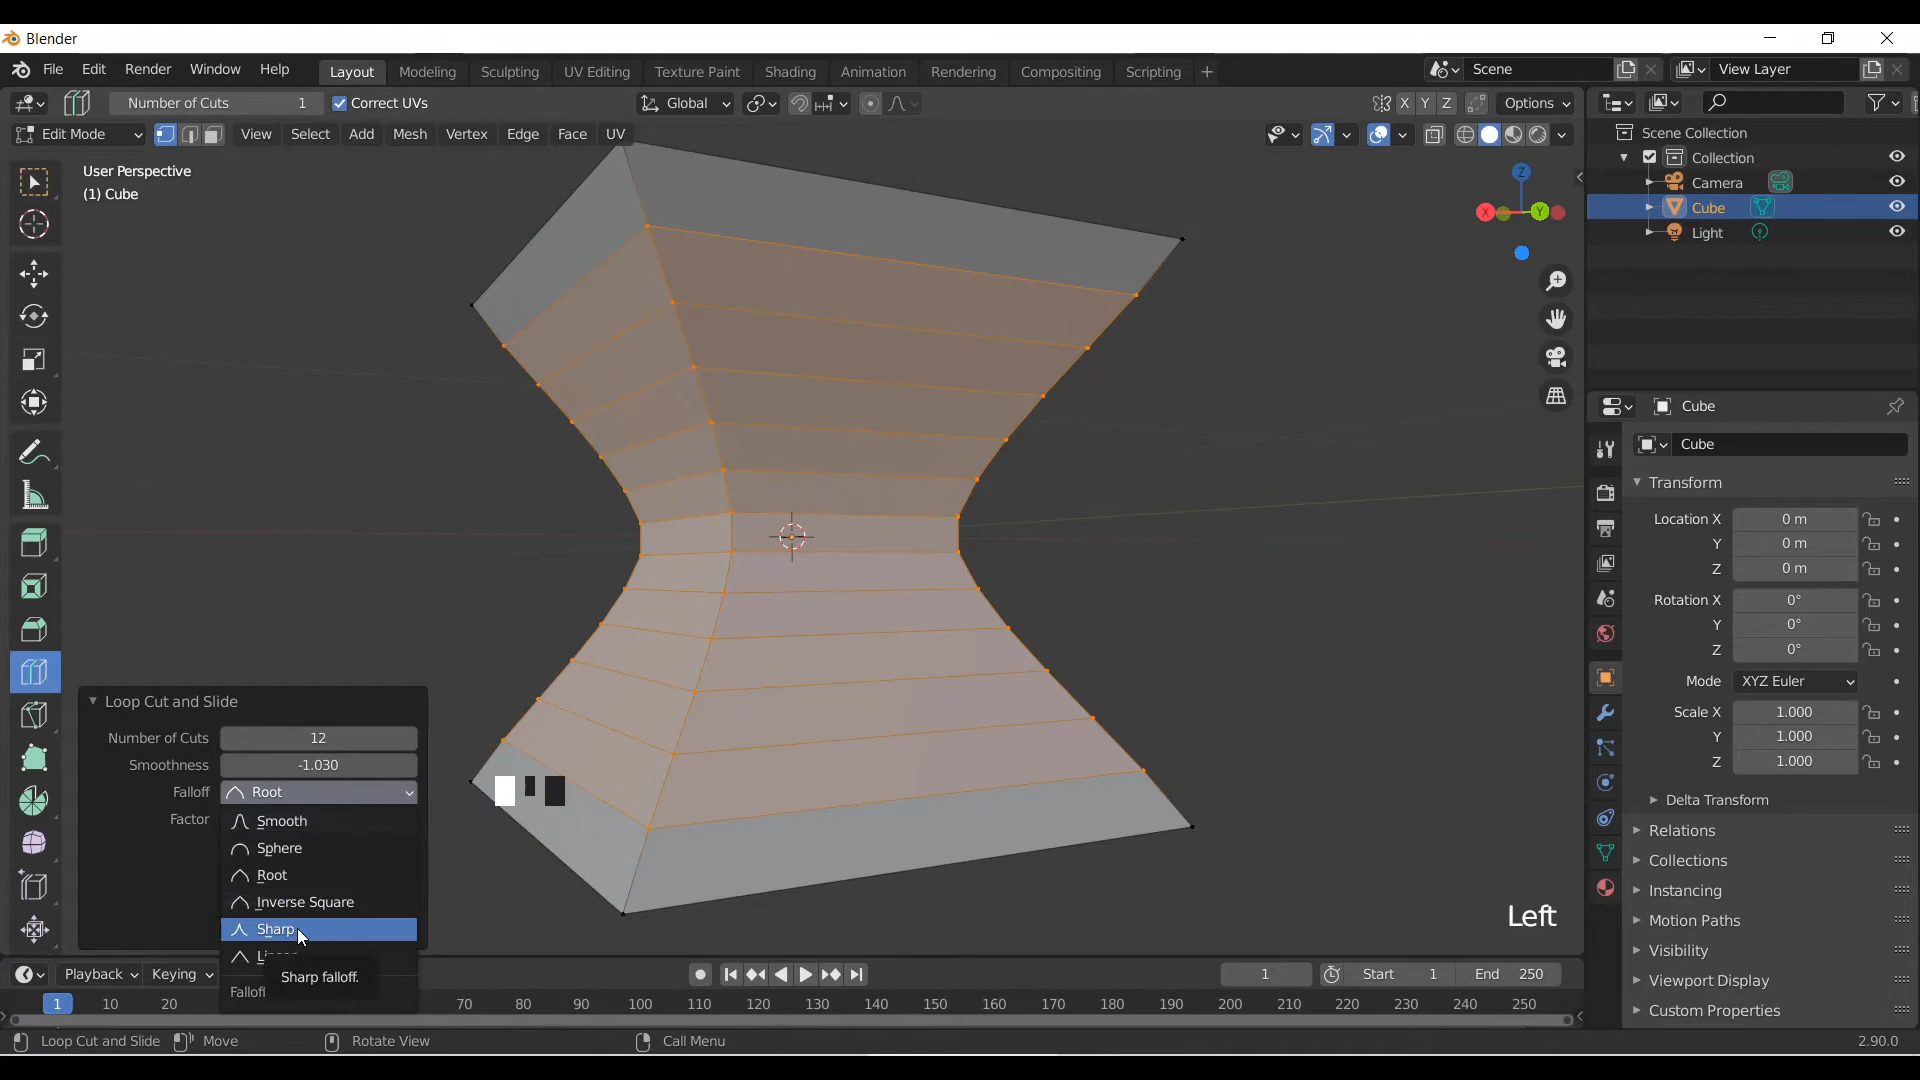 Blender
File Edit Render Window Help
Layout Modeling Sculpting UV Editing Texture Paint Shading Animation Rendering Compositing Scripting +
Scene
View Layer
Number of Cuts 1
Correct UVs
Global
X Y Z
Options
Edit Mode
View Select Add Mesh Vertex Edge Face UV
User Perspective
(1) Cube
Z
X
Y
Scene Collection
Collection
Camera
Cube
Light
Cube
Cube
Transform
Location X 0 m
Y 0 m
Z 0 m
Rotation X 0°
Y 0°
Z 0°
Mode XYZ Euler
Scale X 1.000
Y 1.000
Z 1.000
Delta Transform
Relations
Collections
Instancing
Motion Paths
Visibility
Viewport Display
Custom Properties
Loop Cut and Slide
Number of Cuts 12
Smoothness -1.030
Falloff Root
Factor
Smooth
Sphere
Root
Inverse Square
Sharp
Sharp falloff.
Left
Playback Keying
1
Start 1
End 250
1 10 20 70 80 90 100 110 120 130 140 150 160 170 180 190 200 210 220 230 240 250
Loop Cut and Slide
Move
Rotate View
Call Menu
2.90.0